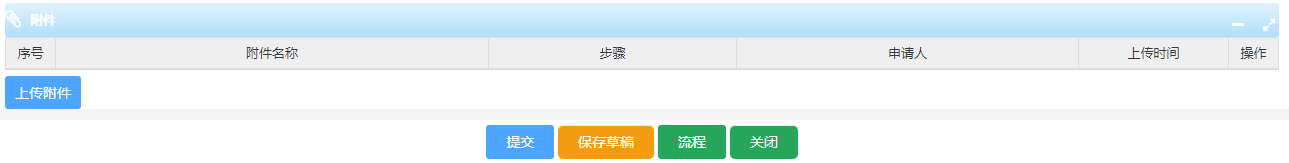 附件
序号 附件名称 步骤 申请人 上传时间 操作
上传附件
提交 保存草稿 流程 关闭